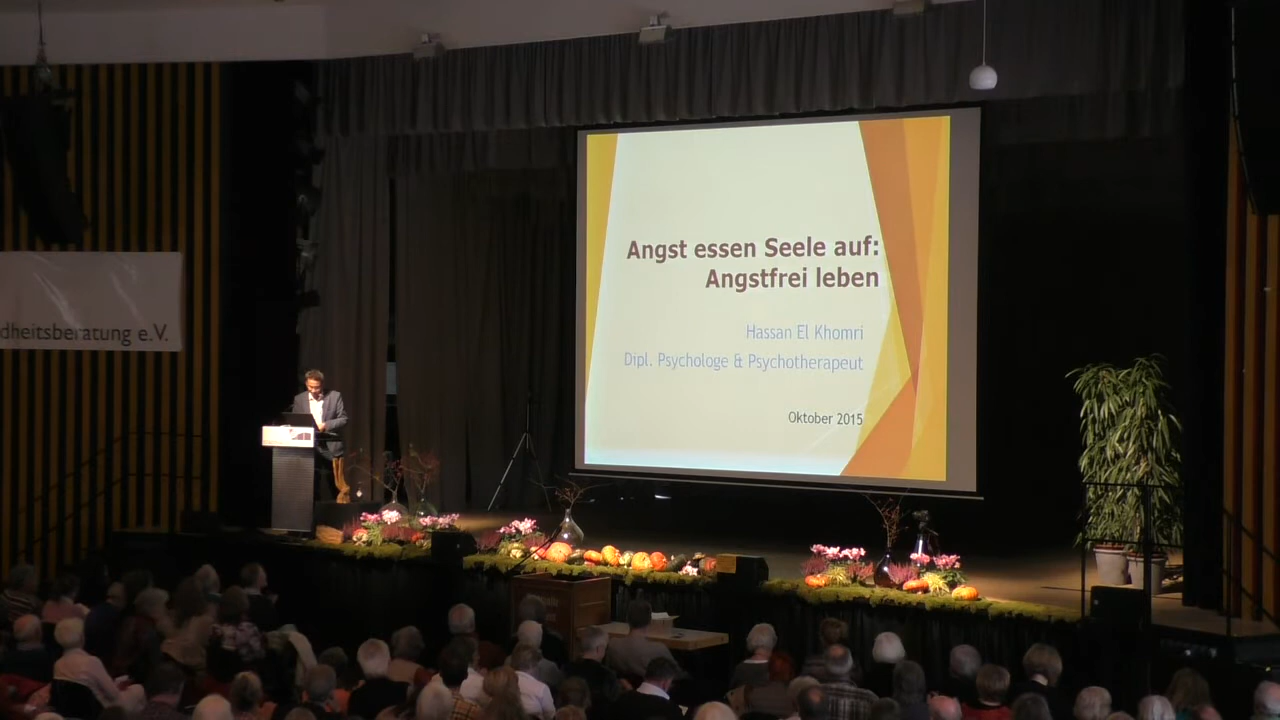 Angst essen Seele auf:
Angstfrei leben
Hassan El Khomri
Dipl. Psychologe & Psychotherapeut
Oktober 2015
dheitsberatung e.V.